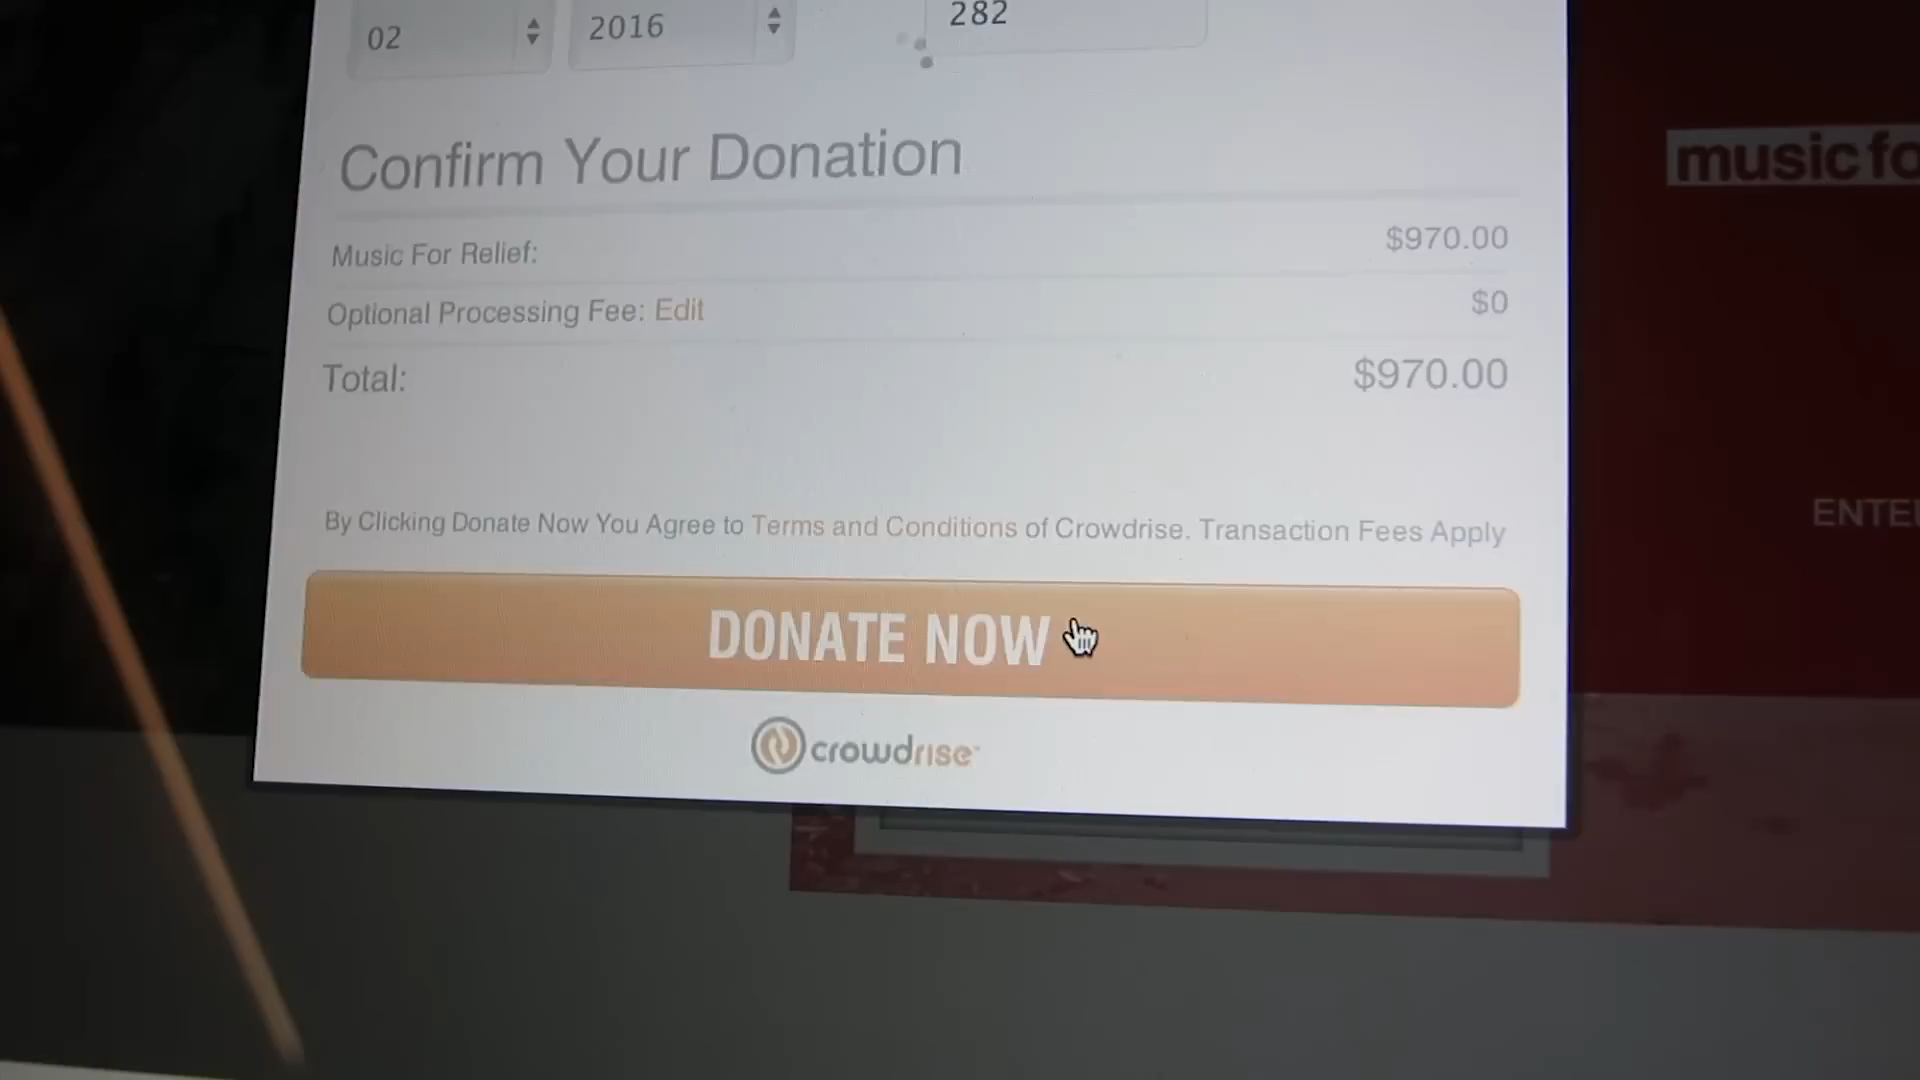 02 2016 282
Confirm Your Donation
Music For Relief: $970.00
Optional Processing Fee: Edit $0
Total: $970.00
By Clicking Donate Now You Agree to Terms and Conditions of Crowdrise. Transaction Fees Apply
DONATE NOW
crowdrise
music fo
ENTE